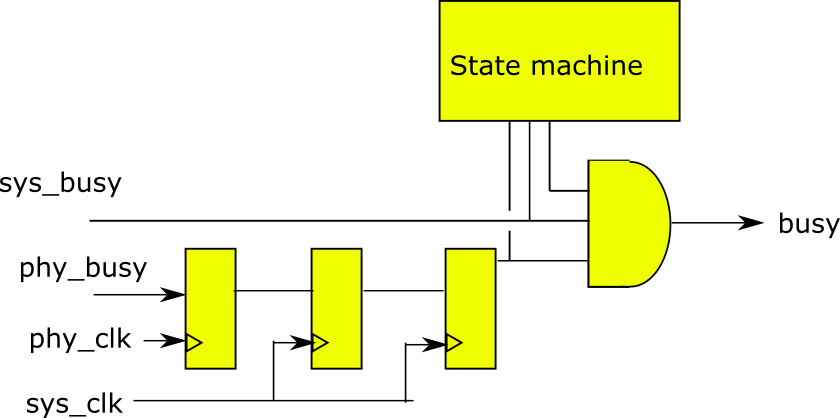 State machine
sys_busy
busy
phy_busy
phy_clk
sys_clk